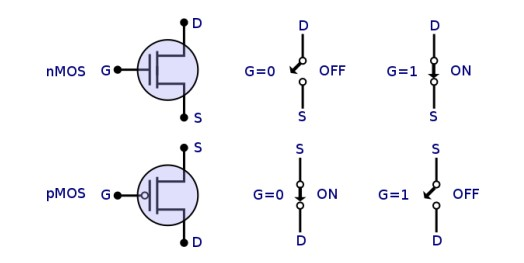 D D D
nMOS G G=0 OFF G=1 ON
S S S
S S S
pMOS G G=0 ON G=1 OFF
D D D